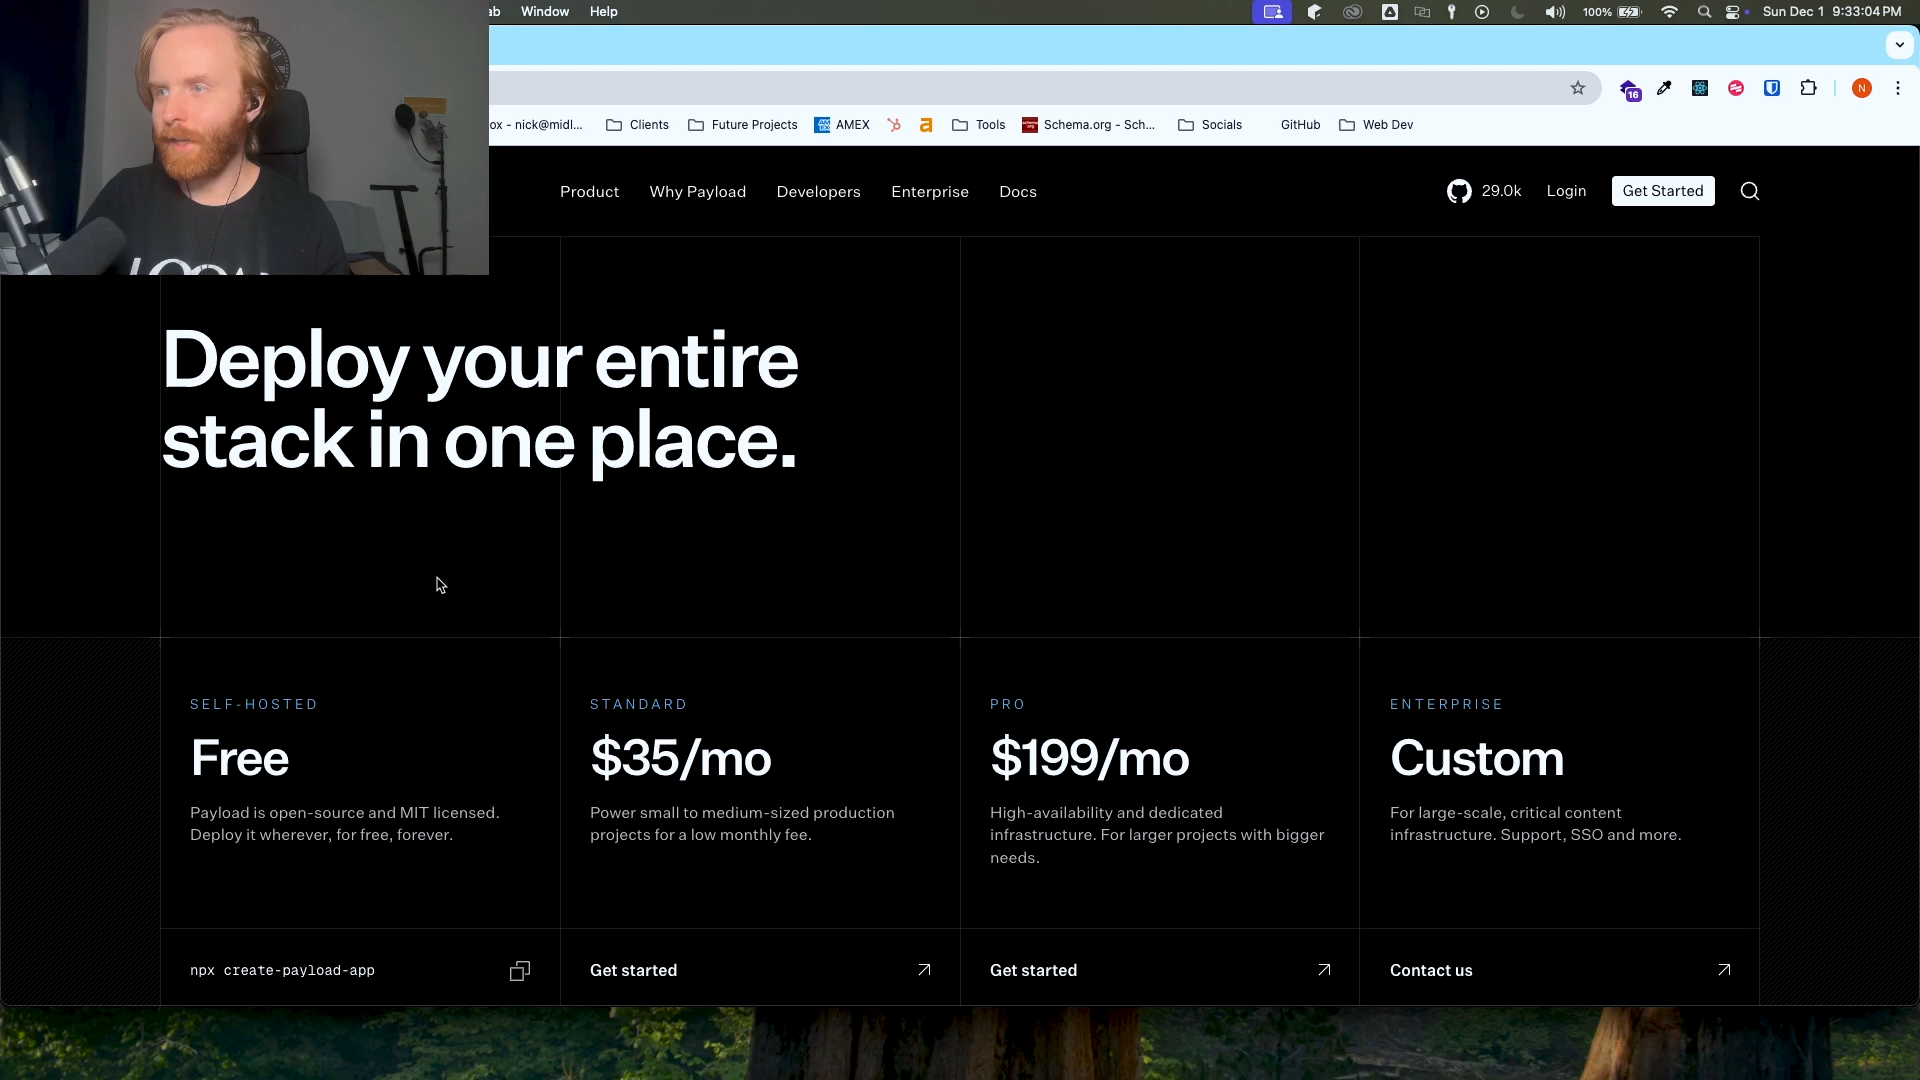 ab Window Help 100% Sun Dec 1 9:33:04 PM
16 N
ox - nick@midl... Clients Future Projects AMEX Tools Schema.org - Sch... Socials GitHub Web Dev
Product Why Payload Developers Enterprise Docs 29.0k Login Get Started
Deploy your entire
stack in one place.
SELF-HOSTED
Free
Payload is open-source and MIT licensed.
Deploy it wherever, for free, forever.
npx create-payload-app
STANDARD
$35/mo
Power small to medium-sized production
projects for a low monthly fee.
Get started
PRO
$199/mo
High-availability and dedicated
infrastructure. For larger projects with bigger
needs.
Get started
ENTERPRISE
Custom
For large-scale, critical content
infrastructure. Support, SSO and more.
Contact us